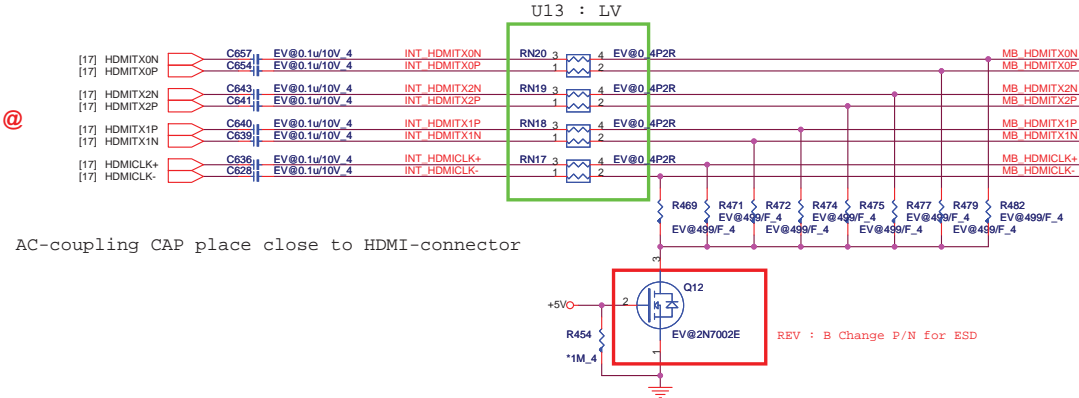 U13 : LV
[17] HDMITX0N C657 EV@0.1u/10V_4 INT_HDMITX0N RN20 3 4 EV@0_4P2R MB_HDMITX0N
[17] HDMITX0P C654 EV@0.1u/10V_4 INT_HDMITX0P 1 2 MB_HDMITX0P
[17] HDMITX2N C643 EV@0.1u/10V_4 INT_HDMITX2N RN19 3 4 EV@0_4P2R MB_HDMITX2N
[17] HDMITX2P C641 EV@0.1u/10V_4 INT_HDMITX2P 1 2 MB_HDMITX2P
@
[17] HDMITX1P C640 EV@0.1u/10V_4 INT_HDMITX1P RN18 3 4 EV@0_4P2R MB_HDMITX1P
[17] HDMITX1N C639 EV@0.1u/10V_4 INT_HDMITX1N 1 2 MB_HDMITX1N
[17] HDMICLK+ C636 EV@0.1u/10V_4 INT_HDMICLK+ RN17 3 4 EV@0_4P2R MB_HDMICLK+
[17] HDMICLK- C628 EV@0.1u/10V_4 INT_HDMICLK- 1 2 MB_HDMICLK-
R469 R471 R472 R474 R475 R477 R479 R482
EV@499/F_4 EV@499/F_4 EV@499/F_4 EV@499/F_4
EV@499/F_4 EV@499/F_4 EV@499/F_4 EV@499/F_4
AC-coupling CAP place close to HDMI-connector
3
Q12
+5V 2
R454 EV@2N7002E REV : B Change P/N for ESD
1
*1M_4